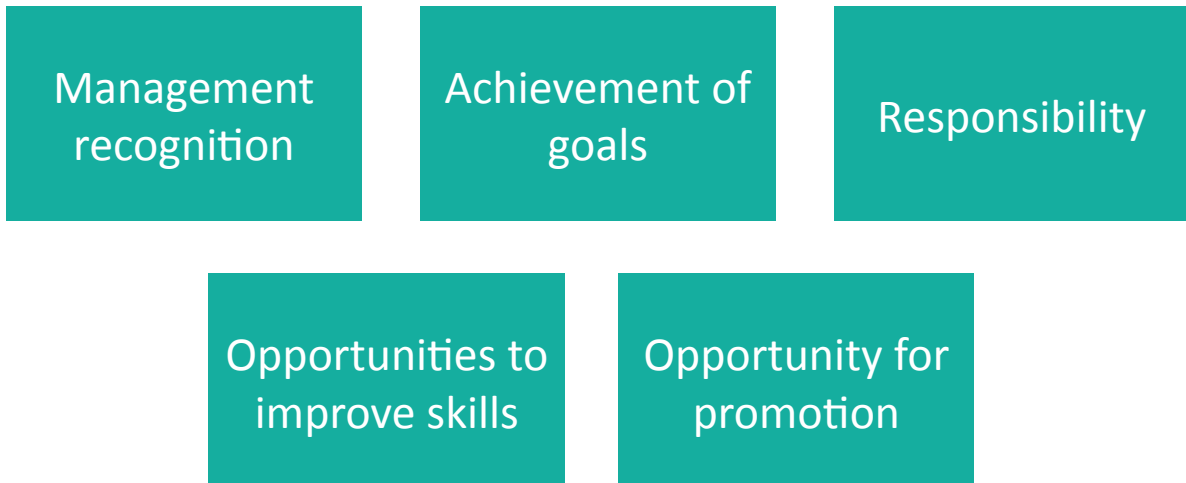 Management
recognition
Achievement of
goals
Responsibility
Opportunities to
improve skills
Opportunity for
promotion